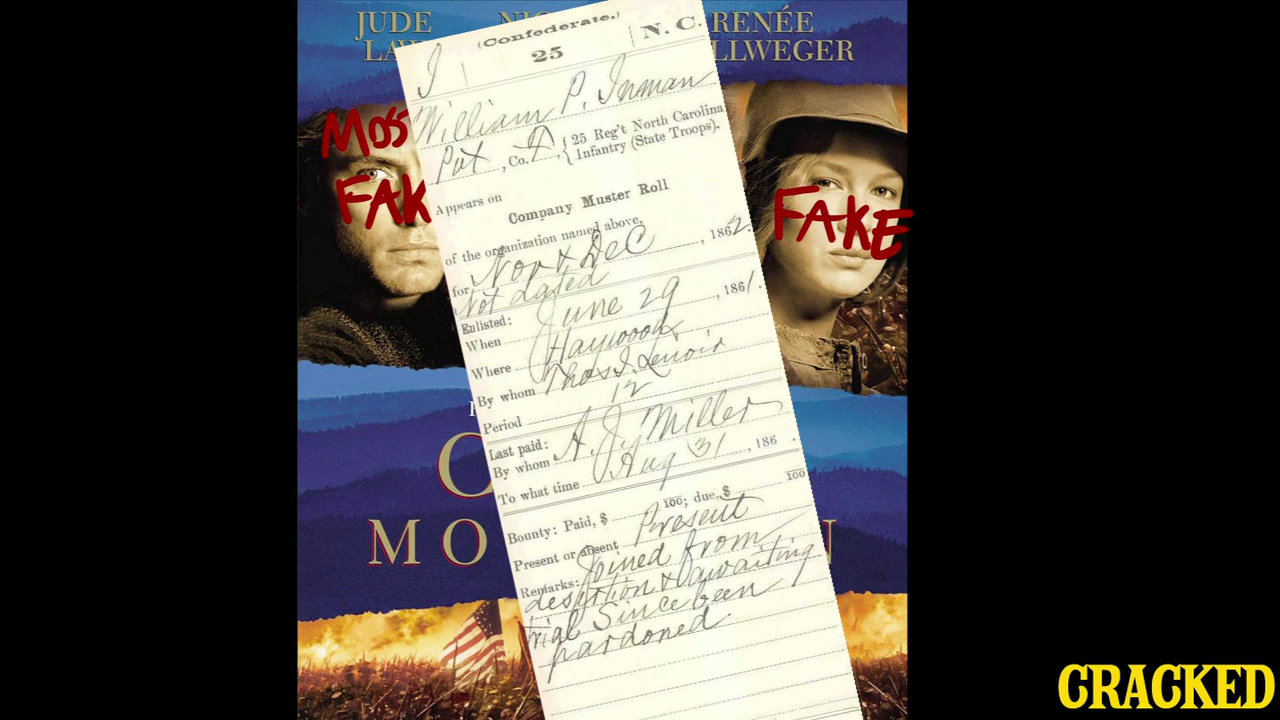 JUDE
RENÉE
LLWEGER
MOS
FAK
FAKE
MO
N
(Confederate.)
I | 25 | N. C.
William P. Inman
Pvt, Co. F, { 25 Reg't North Carolina
Infantry (State Troops).
Appears on
Company Muster Roll
of the organization named above,
for Nov & Dec , 1862.
Not dated
Enlisted:
When June 29 , 1861.
Where Haywood
By whom Thos. I. Lenoir
Period 12
Last paid:
By whom A. Jy Miller
To what time Aug 31 , 186 .
Bounty: Paid, $ 100; due, $ 100
Present or absent Present
Remarks: Joined from
desertion & awaiting
trial Since been
pardoned
CRACKED